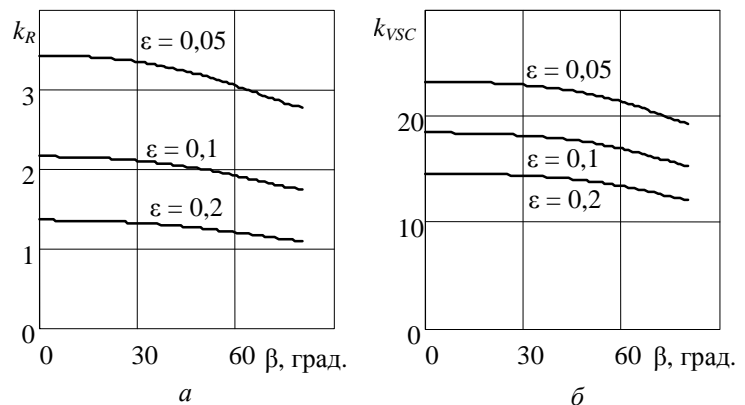 k_R
ε = 0,05
3
ε = 0,1
2
ε = 0,2
1
0
0 30 60 β, град.
а
k_VSC
ε = 0,05
20
ε = 0,1
ε = 0,2
10
0
0 30 60 β, град.
б